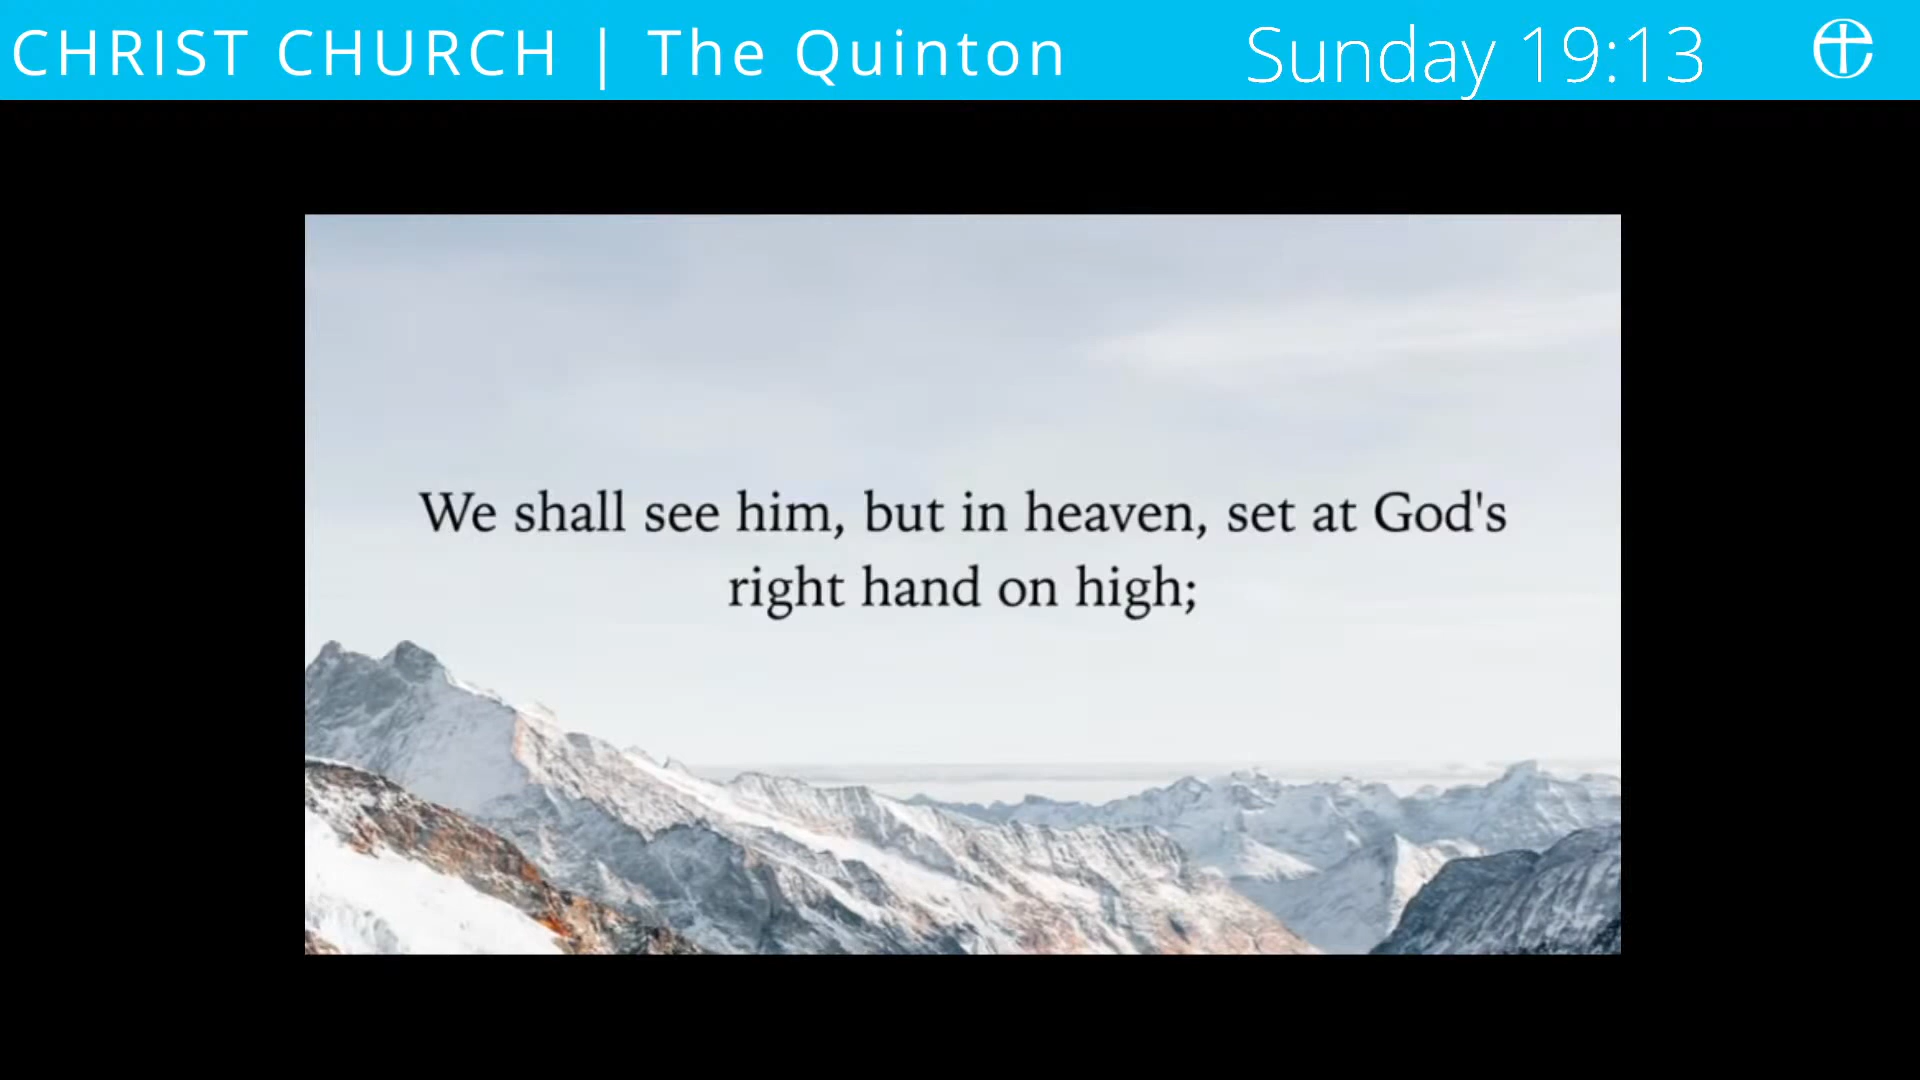 CHRIST CHURCH | The Quinton
Sunday 19:13
We shall see him, but in heaven, set at God's
right hand on high;